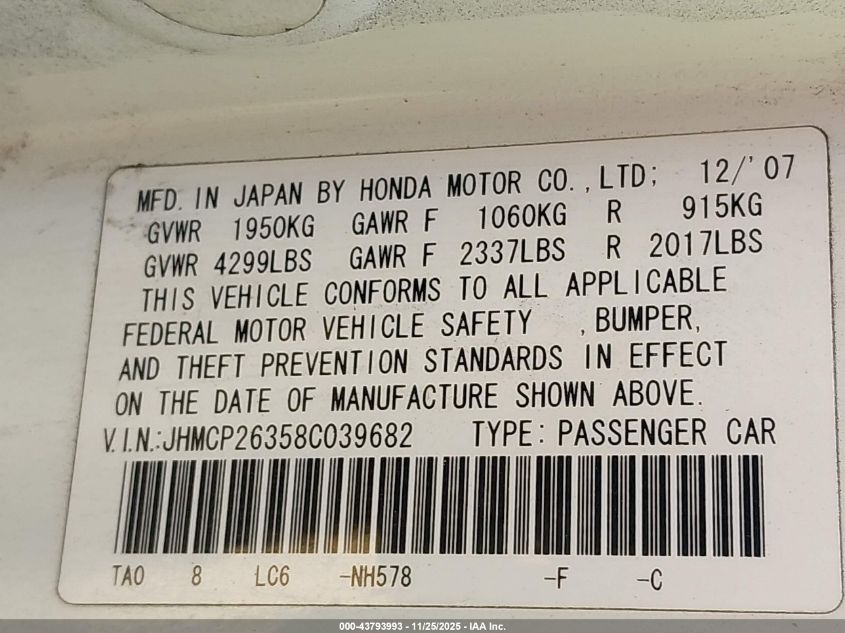 MFD. IN JAPAN BY HONDA MOTOR CO.,LTD; 12/'07
GVWR 1950KG GAWR F 1060KG R 915KG
GVWR 4299LBS GAWR F 2337LBS R 2017LBS
THIS VEHICLE CONFORMS TO ALL APPLICABLE
FEDERAL MOTOR VEHICLE SAFETY ,BUMPER,
AND THEFT PREVENTION STANDARDS IN EFFECT
ON THE DATE OF MANUFACTURE SHOWN ABOVE.
V.I.N.:JHMCP26358C039682 TYPE:PASSENGER CAR
TA0 8 LC6 -NH578 -F -C
000-43793993 - 11/25/2025 - IAA Inc.